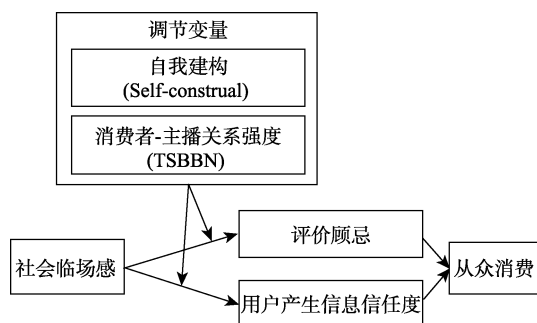 调节变量
自我建构
(Self-construal)
消费者-主播关系强度
(TSBBN)
社会临场感
评价顾忌
用户产生信息信任度
从众消费